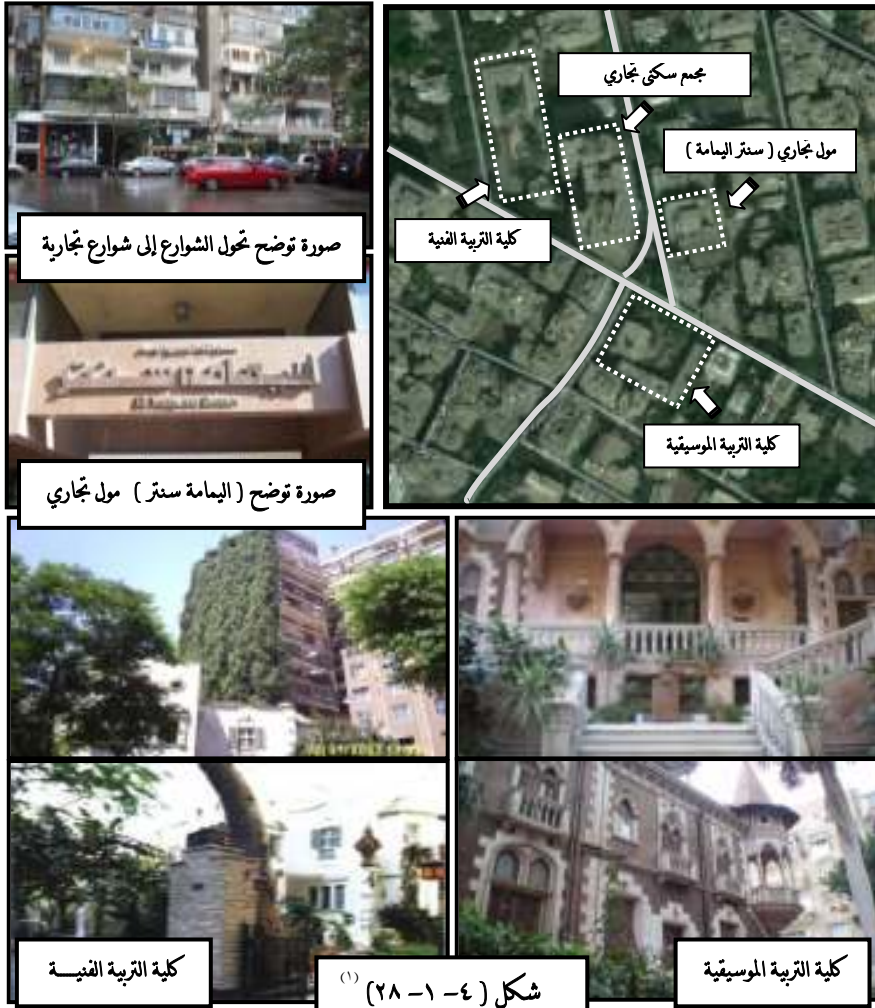 مجمع سكني تجاري
مول تجاري ( سنتر اليمامة )
كلية التربية الفنية
كلية التربية الموسيقية
صورة توضح تحول الشوارع إلى شوارع تجارية
صورة توضح ( اليمامة سنتر ) مول تجاري
كلية التربية الموسيقية
كلية التربية الفنيـــة
شكل ( ٤- ١- ٢٨) (١)